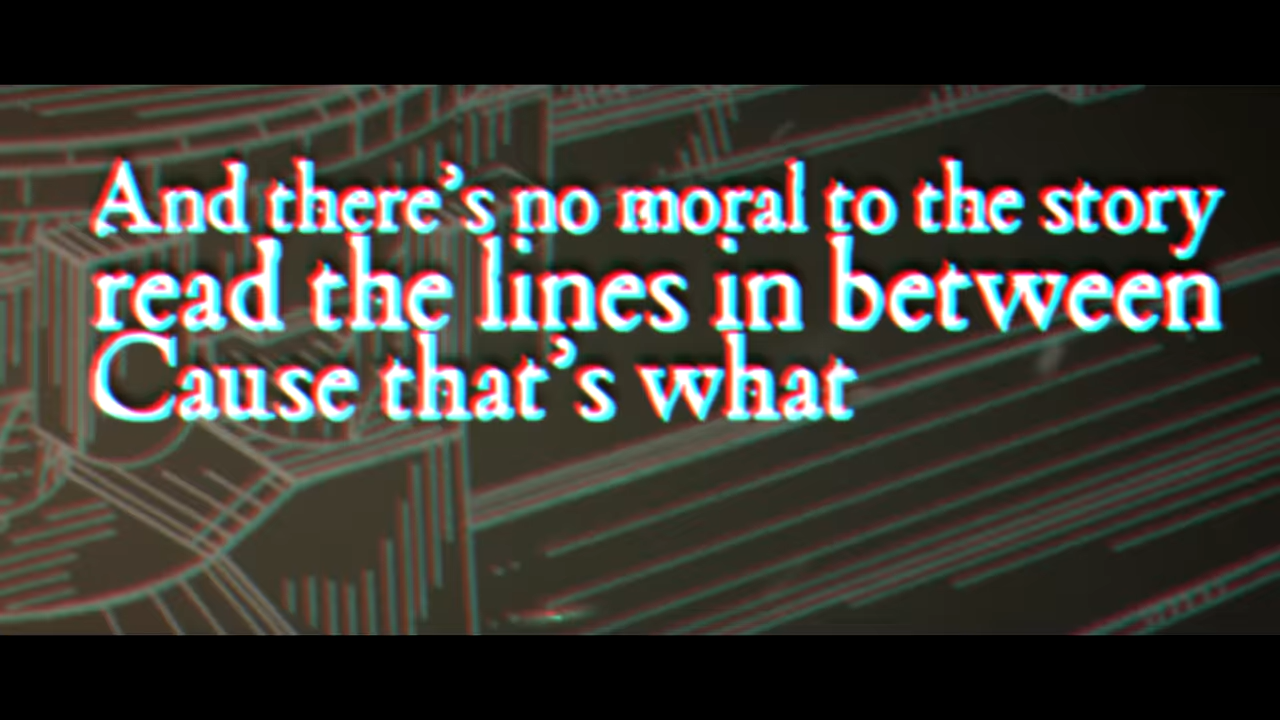 And there's no moral to the story
read the lines in between
Cause that's what